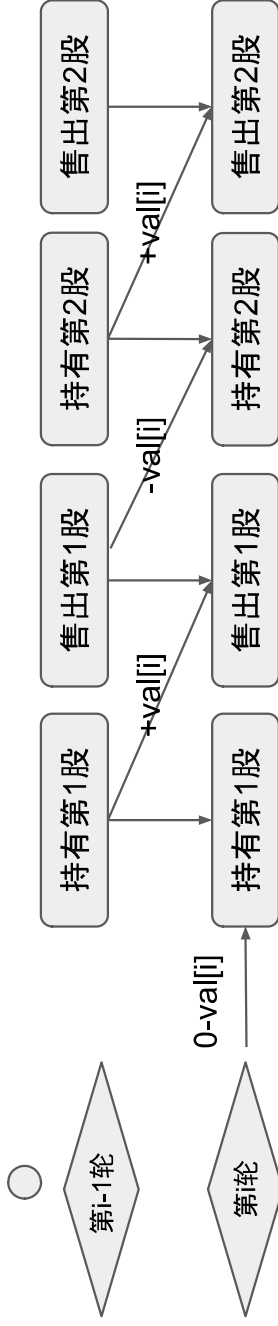 第i-1轮
持有第1股
售出第1股
持有第2股
售出第2股
+val[i]
-val[i]
+val[i]
0-val[i]
第i轮
持有第1股
售出第1股
持有第2股
售出第2股